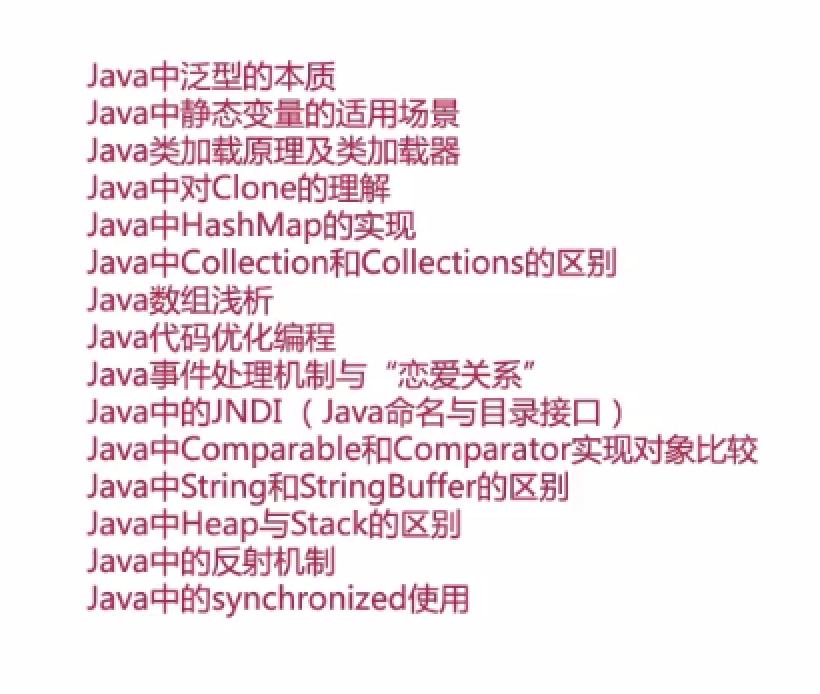 Java中泛型的本质
Java中静态变量的适用场景
Java类加载原理及类加载器
Java中对Clone的理解
Java中HashMap的实现
Java中Collection和Collections的区别
Java数组浅析
Java代码优化编程
Java事件处理机制与“恋爱关系”
Java中的JNDI（Java命名与目录接口）
Java中Comparable和Comparator实现对象比较
Java中String和StringBuffer的区别
Java中Heap与Stack的区别
Java中的反射机制
Java中的synchronized使用